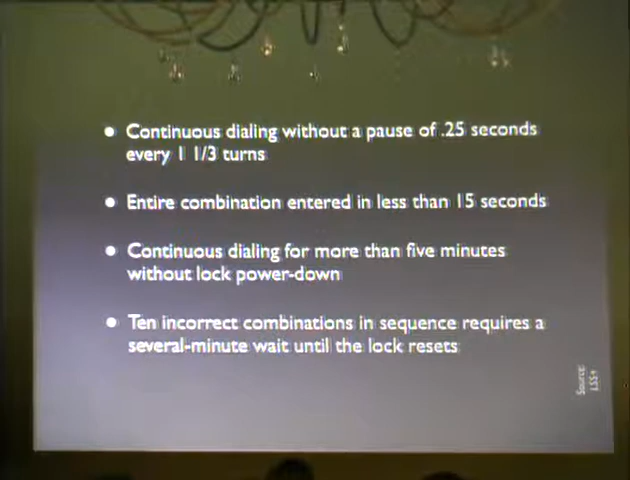 • Continuous dialing without a pause of .25 seconds
every 1 1/3 turns
• Entire combination entered in less than 15 seconds
• Continuous dialing for more than five minutes
without lock power-down
• Ten incorrect combinations in sequence requires a
several-minute wait until the lock resets
Source:
LSS+